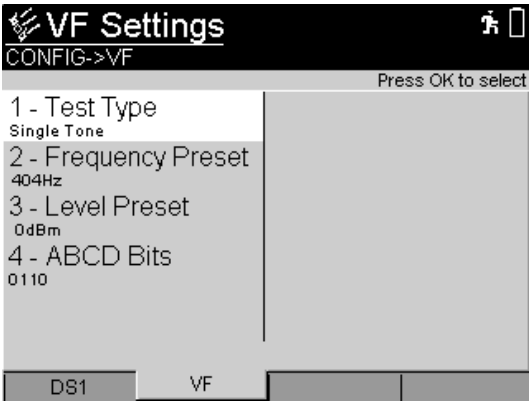 VF Settings
CONFIG->VF
Press OK to select
1 - Test Type
Single Tone
2 - Frequency Preset
404Hz
3 - Level Preset
0dBm
4 - ABCD Bits
0110
DS1 VF